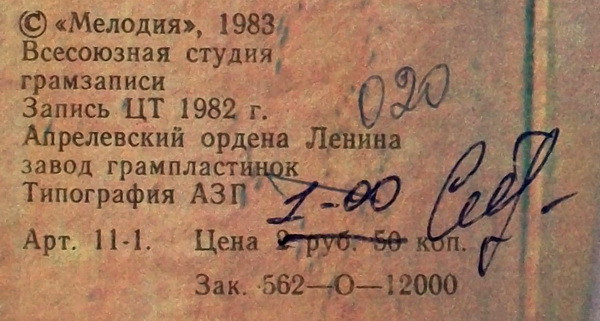 © «Мелодия», 1983
Всесоюзная студия
грамзаписи
Запись ЦТ 1982 г.
020
Апрелевский ордена Ленина
завод грампластинок
Типография АЗГ
1-00
Арт. 11-1. Цена 2 руб. 50 коп.
Зак. 562—О—12000